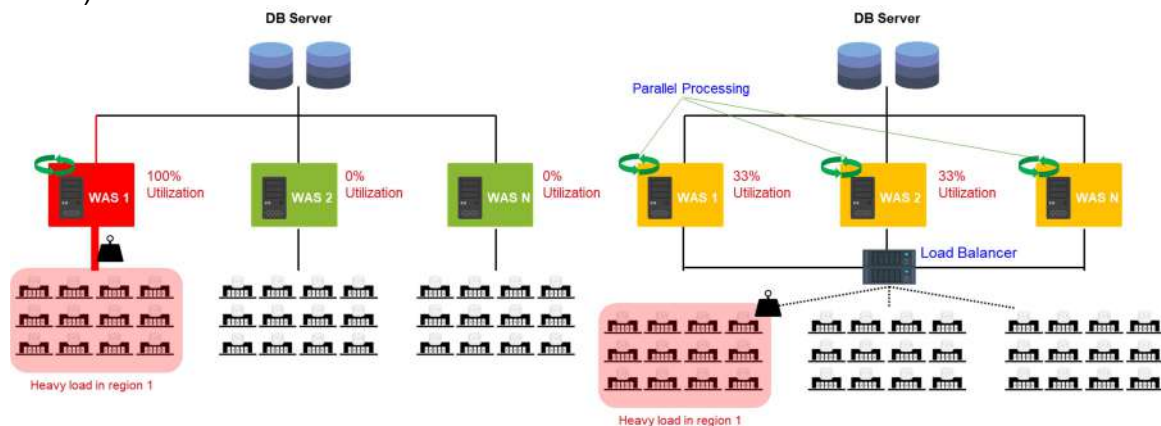 )
DB Server
WAS 1
100%
Utilization
WAS 2
0%
Utilization
WAS N
0%
Utilization
Heavy load in region 1
DB Server
Parallel Processing
WAS 1
33%
Utilization
WAS 2
33%
Utilization
WAS N
Load Balancer
Heavy load in region 1